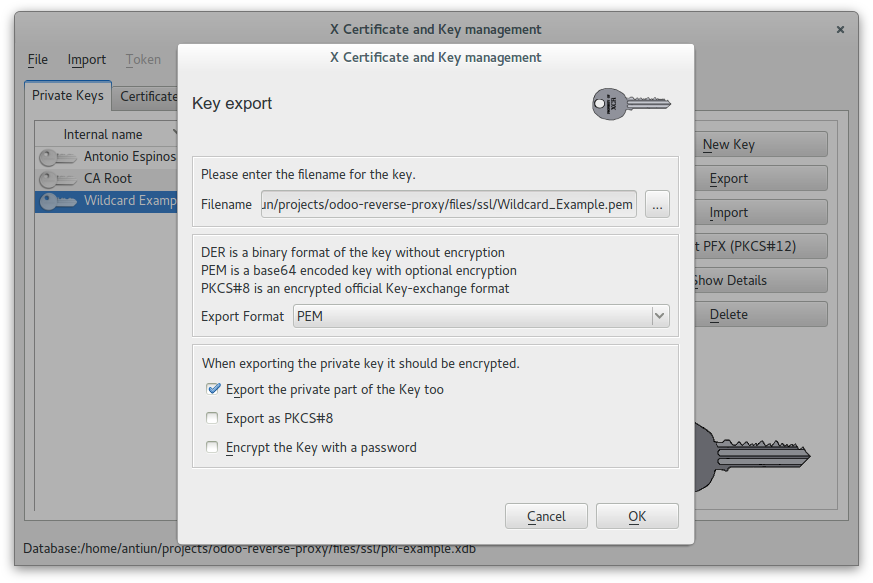 X Certificate and Key management
File Import Token
Private Keys Certificate
Internal name
Antonio Espinos
CA Root
Wildcard Examp
New Key
Export
Import
t PFX (PKCS#12)
Show Details
Delete
Database:/home/antiun/projects/odoo-reverse-proxy/files/ssl/pki-example.xdb
X Certificate and Key management
Key export
Please enter the filename for the key.
Filename un/projects/odoo-reverse-proxy/files/ssl/Wildcard_Example.pem ...
DER is a binary format of the key without encryption
PEM is a base64 encoded key with optional encryption
PKCS#8 is an encrypted official Key-exchange format
Export Format PEM
When exporting the private key it should be encrypted.
Export the private part of the Key too
Export as PKCS#8
Encrypt the Key with a password
Cancel OK